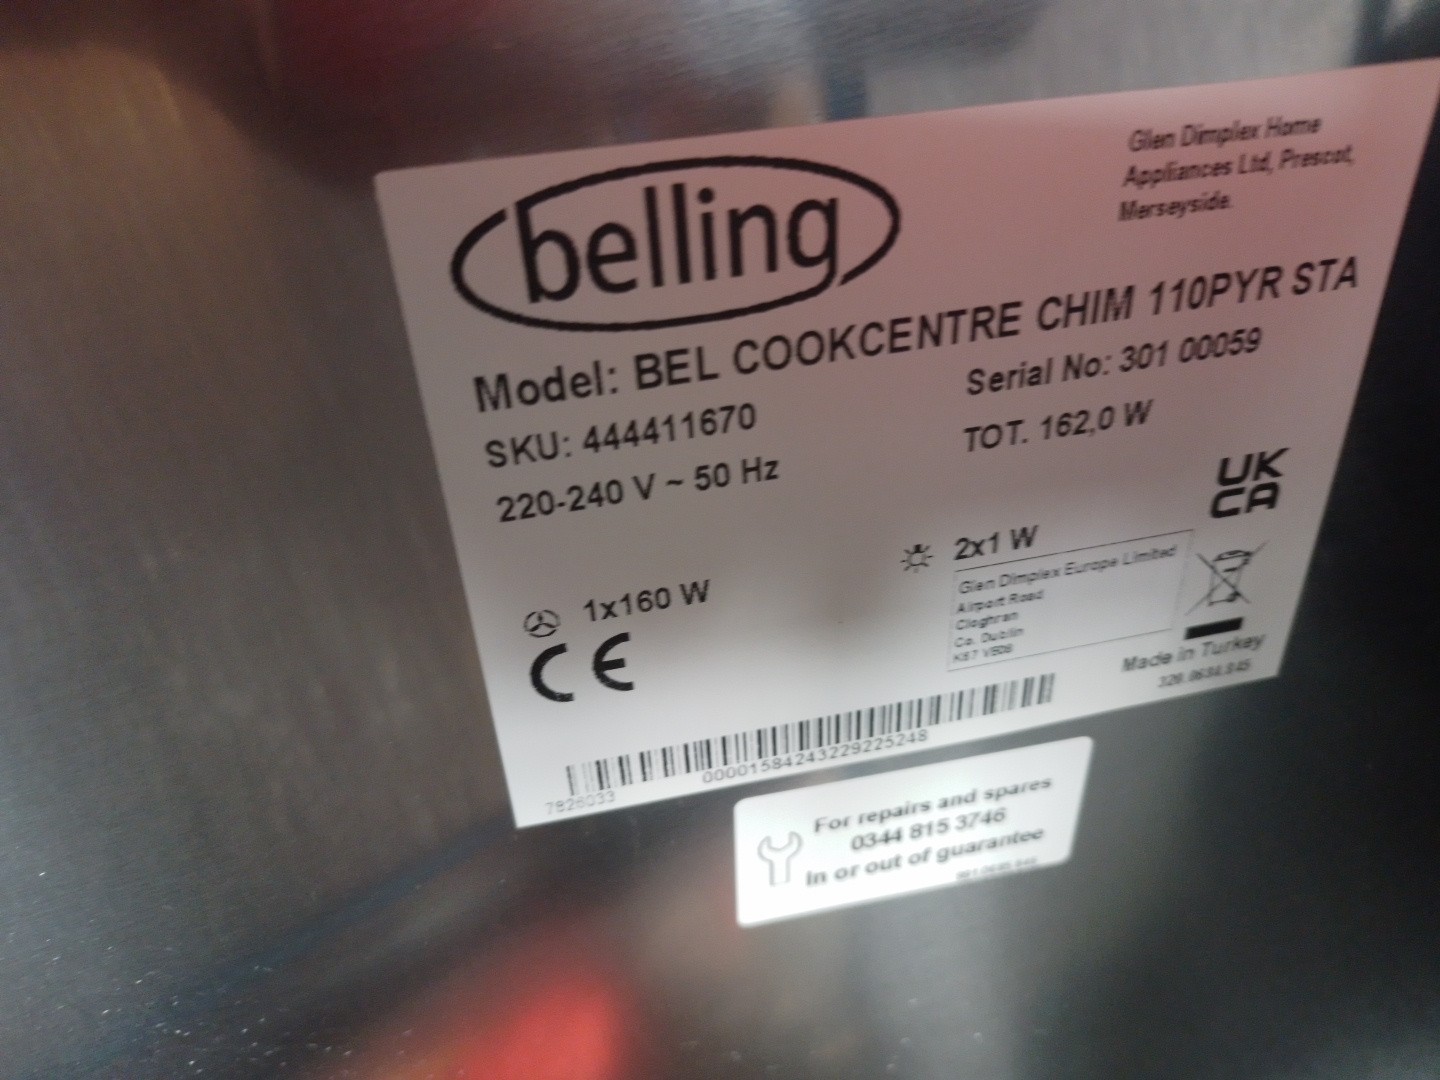 belling
Glen Dimplex Home
Appliances Ltd, Prescot,
Merseyside.
Model: BEL COOKCENTRE CHIM 110PYR STA
SKU: 444411670
Serial No: 301 00059
220-240 V ~ 50 Hz
TOT. 162,0 W
UK
CA
2x1 W
1x160 W
CE
Glen Dimplex Europe Limited
Airport Road
Cloghran
Co. Dublin
Made in Turkey
00001584243229225248
7826033
For repairs and spares
0344 815 3746
In or out of guarantee